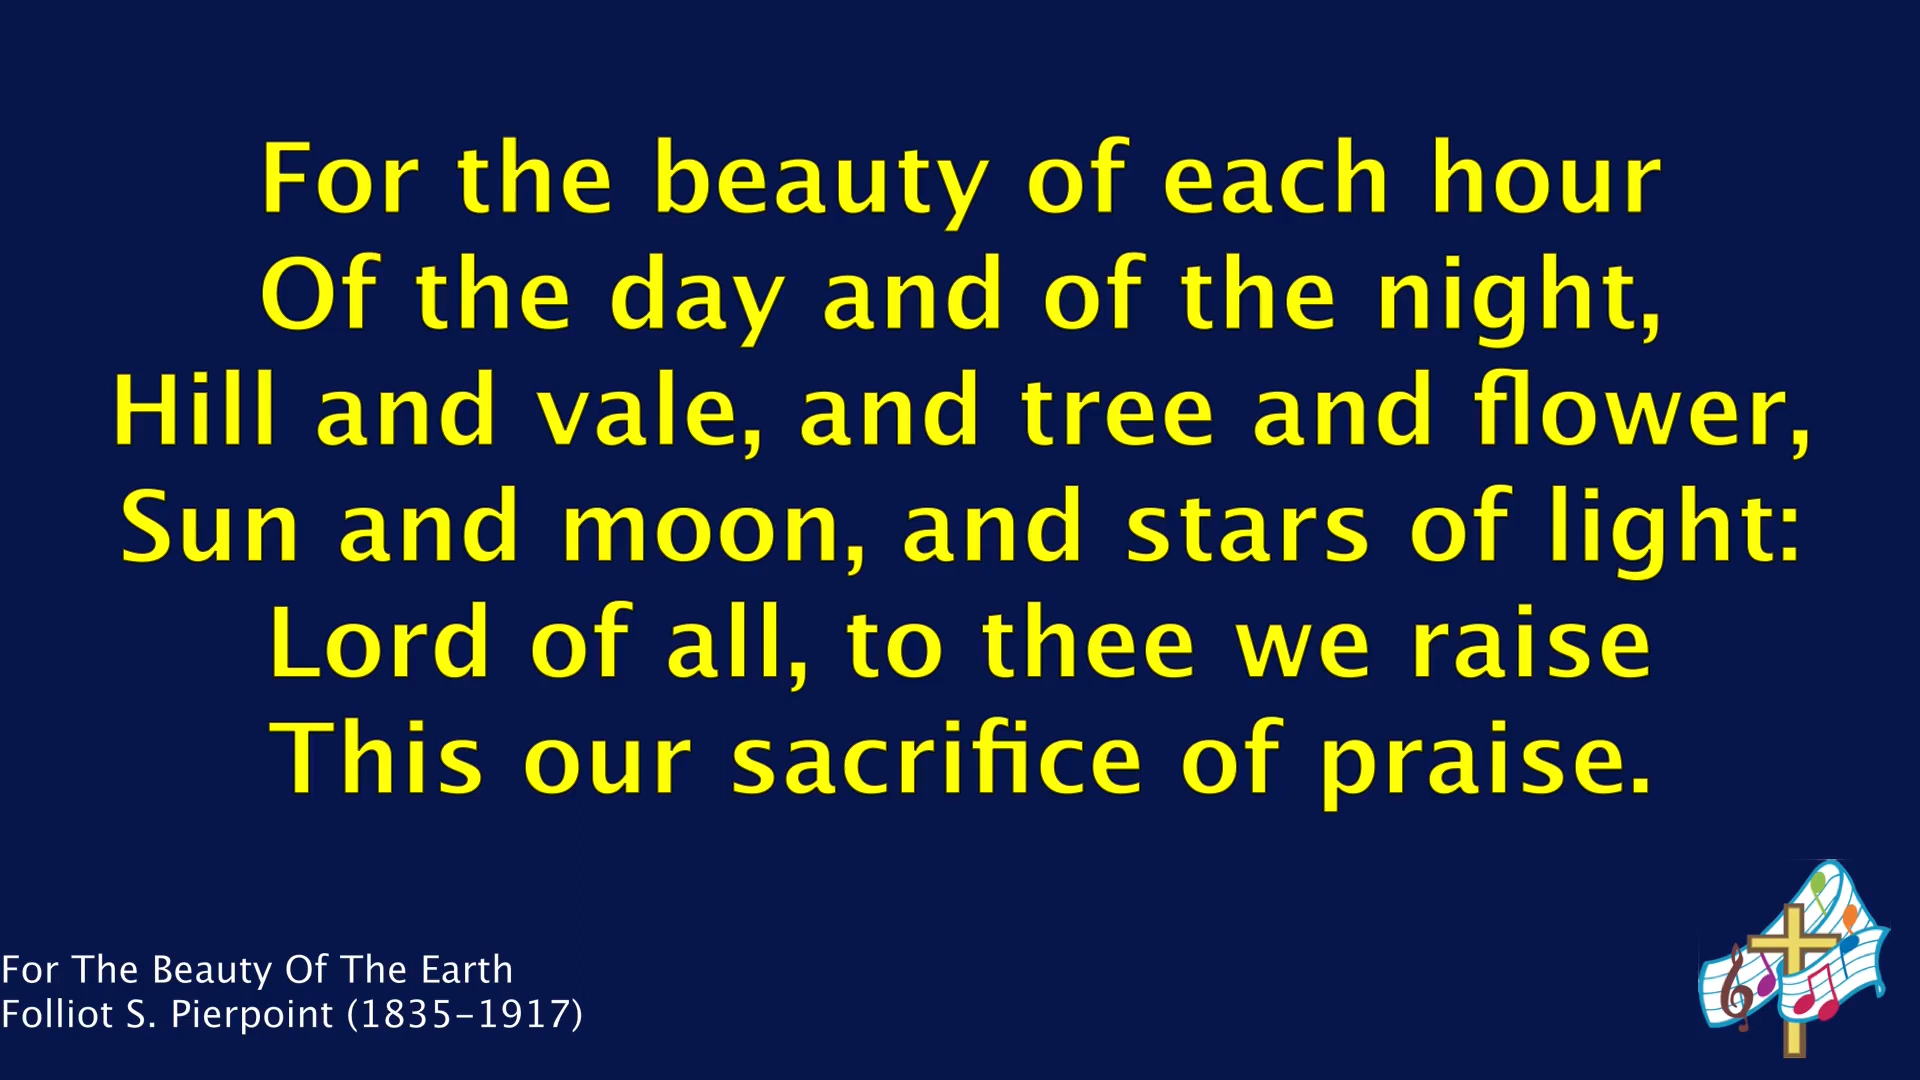 For the beauty of each hour
Of the day and of the night,
Hill and vale, and tree and flower,
Sun and moon, and stars of light:
Lord of all, to thee we raise
This our sacrifice of praise.
For The Beauty Of The Earth
Folliot S. Pierpoint (1835-1917)